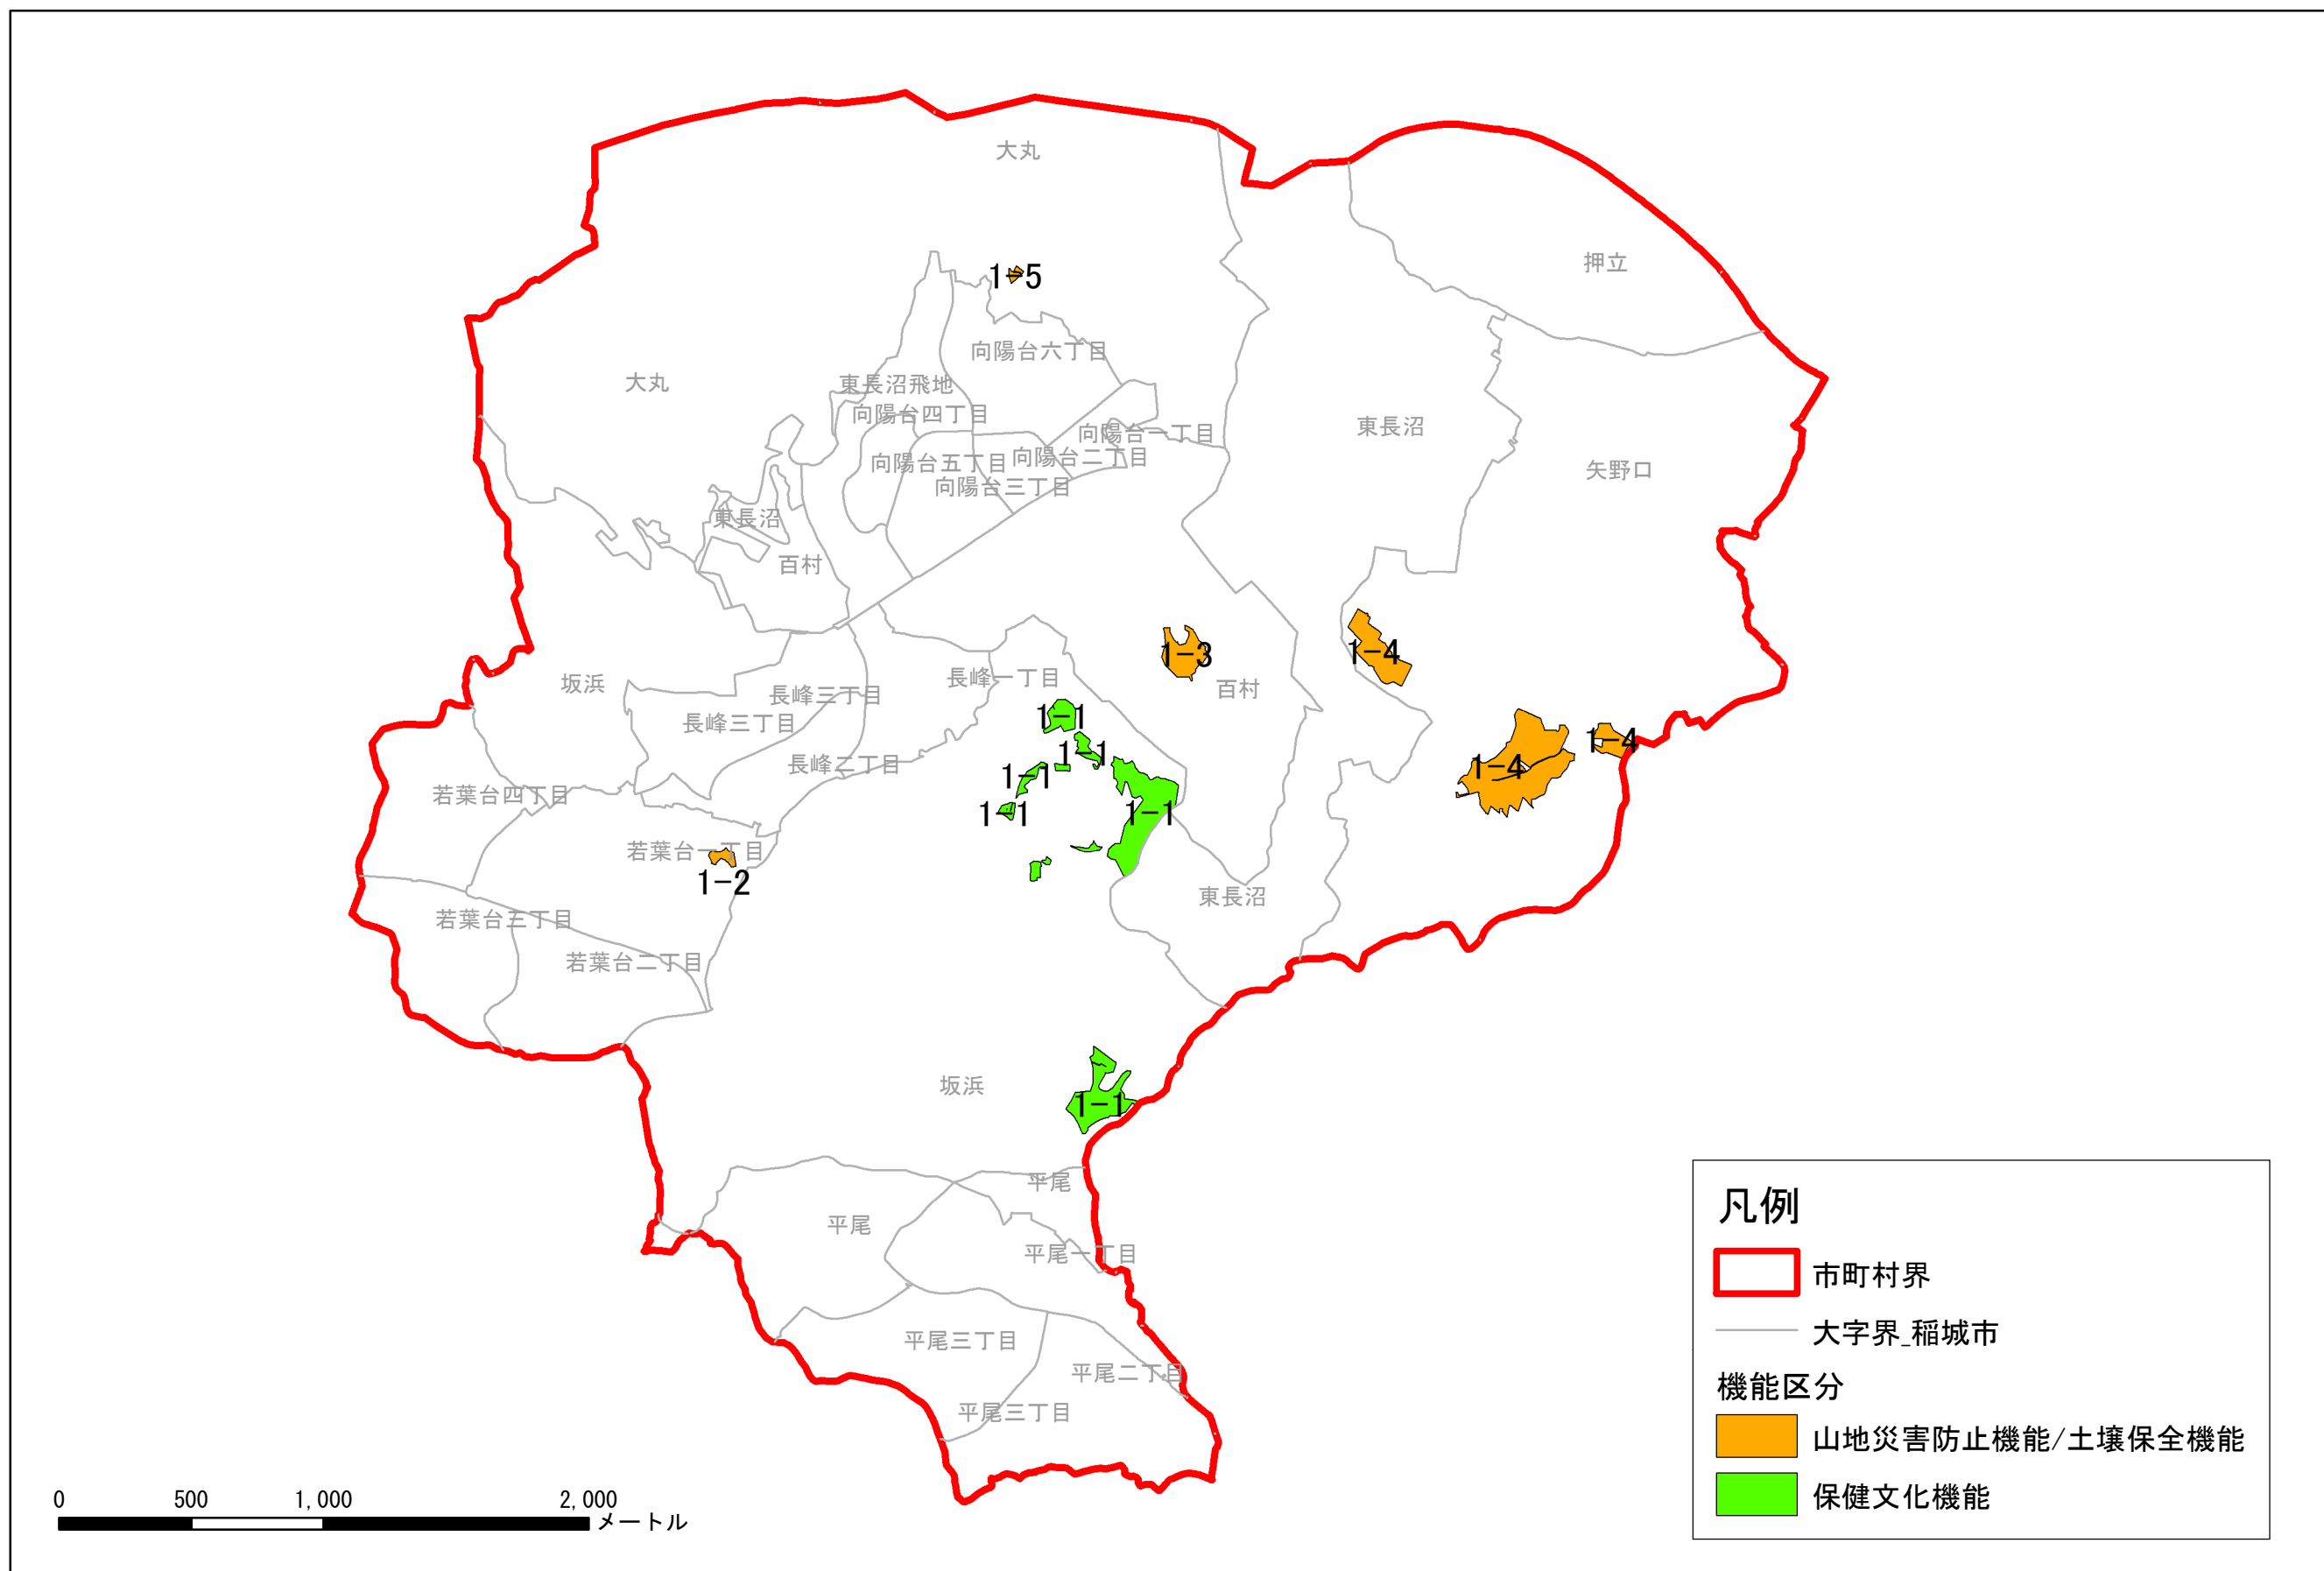 大丸
押立
1-5
向陽台六丁目
大丸
東長沼飛地
向陽台四丁目
向陽台一丁目
東長沼
向陽台五丁目
向陽台二丁目
矢野口
向陽台三丁目
東長沼
百村
1-3
1-4
坂浜
長峰一丁目
百村
長峰三丁目
長峰三丁目
1-1
1-4
1-1
長峰二丁目
1-4
1-1
若葉台四丁目
1-1
1-1
若葉台一丁目
1-2
東長沼
若葉台三丁目
若葉台二丁目
坂浜
1-1
平尾
平尾
平尾一丁目
平尾三丁目
平尾二丁目
平尾三丁目
凡例
市町村界
大字界_稲城市
機能区分
山地災害防止機能/土壌保全機能
保健文化機能
0 500 1,000 2,000
メートル